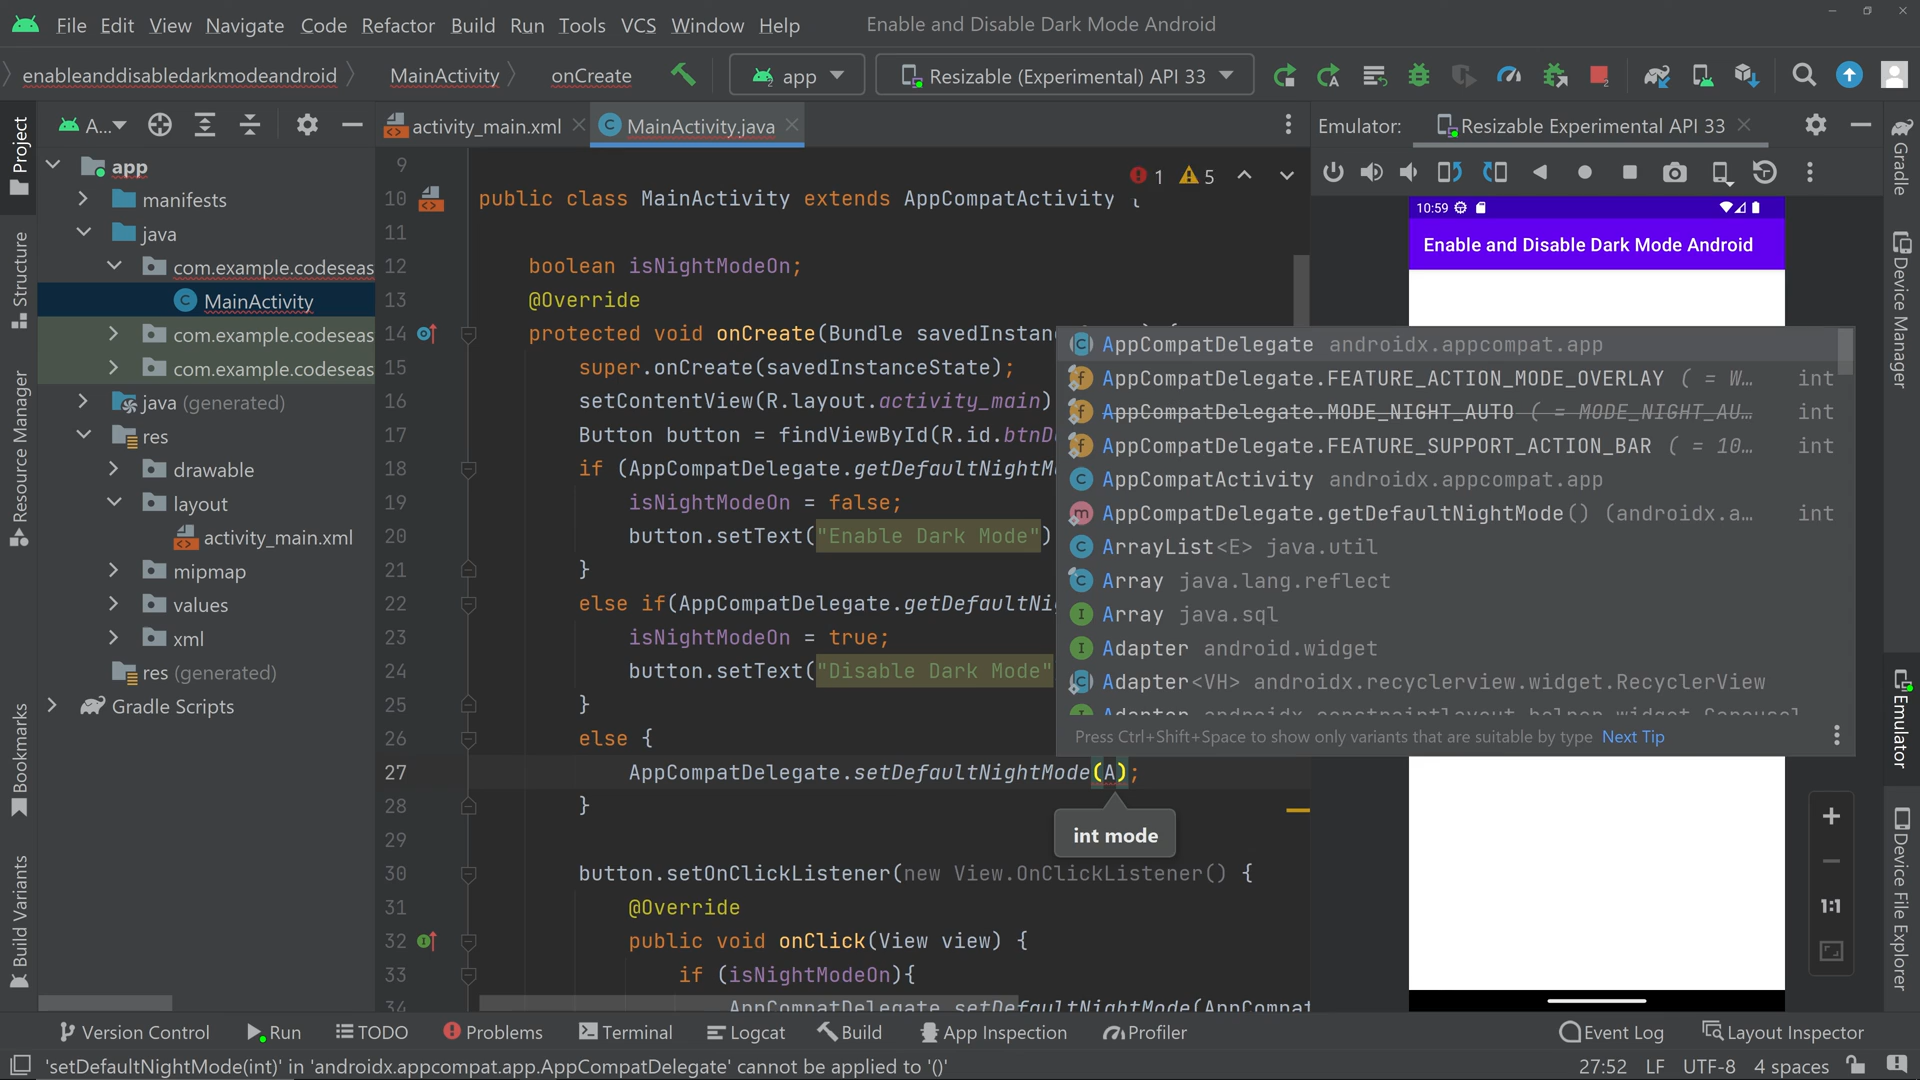 File Edit View Navigate Code Refactor Build Run Tools VCS Window Help Enable and Disable Dark Mode Android
enableanddisabledarkmodeandroid MainActivity onCreate app Resizable (Experimental) API 33
A... activity_main.xml MainActivity.java Emulator: Resizable Experimental API 33
Project
Structure
Resource Manager
Bookmarks
Build Variants
app
manifests
java
com.example.codeseas
MainActivity
com.example.codeseas
com.example.codeseas
java (generated)
res
drawable
layout
activity_main.xml
mipmap
values
xml
res (generated)
Gradle Scripts
1 5
9
10 public class MainActivity extends AppCompatActivity {
11
12 boolean isNightModeOn;
13 @Override
14 protected void onCreate(Bundle savedInstanc
15 super.onCreate(savedInstanceState);
16 setContentView(R.layout.activity_main)
17 Button button = findViewById(R.id.btnD
18 if (AppCompatDelegate.getDefaultNightM
19 isNightModeOn = false;
20 button.setText("Enable Dark Mode")
21 }
22 else if(AppCompatDelegate.getDefaultNi
23 isNightModeOn = true;
24 button.setText("Disable Dark Mode"
25 }
26 else {
27 AppCompatDelegate.setDefaultNightMode(A);
28 }
29
30 button.setOnClickListener(new View.OnClickListener() {
31 @Override
32 public void onClick(View view) {
33 if (isNightModeOn){
34 AppCompatDelegate.setDefaultNightMode(AppCompat
int mode
AppCompatDelegate androidx.appcompat.app
AppCompatDelegate.FEATURE_ACTION_MODE_OVERLAY ( = W... int
AppCompatDelegate.MODE_NIGHT_AUTO ( = MODE_NIGHT_AU... int
AppCompatDelegate.FEATURE_SUPPORT_ACTION_BAR ( = 10... int
AppCompatActivity androidx.appcompat.app
AppCompatDelegate.getDefaultNightMode() (androidx.a... int
ArrayList<E> java.util
Array java.lang.reflect
Array java.sql
Adapter android.widget
Adapter<VH> androidx.recyclerview.widget.RecyclerView
Adapter androidx.constraintlayout.helper.widget.Carousel
Press Ctrl+Shift+Space to show only variants that are suitable by type Next Tip
10:59
Enable and Disable Dark Mode Android
1:1
Gradle
Device Manager
Emulator
Device File Explorer
Version Control Run TODO Problems Terminal Logcat Build App Inspection Profiler Event Log Layout Inspector
'setDefaultNightMode(int)' in 'androidx.appcompat.app.AppCompatDelegate' cannot be applied to '()' 27:52 LF UTF-8 4 spaces